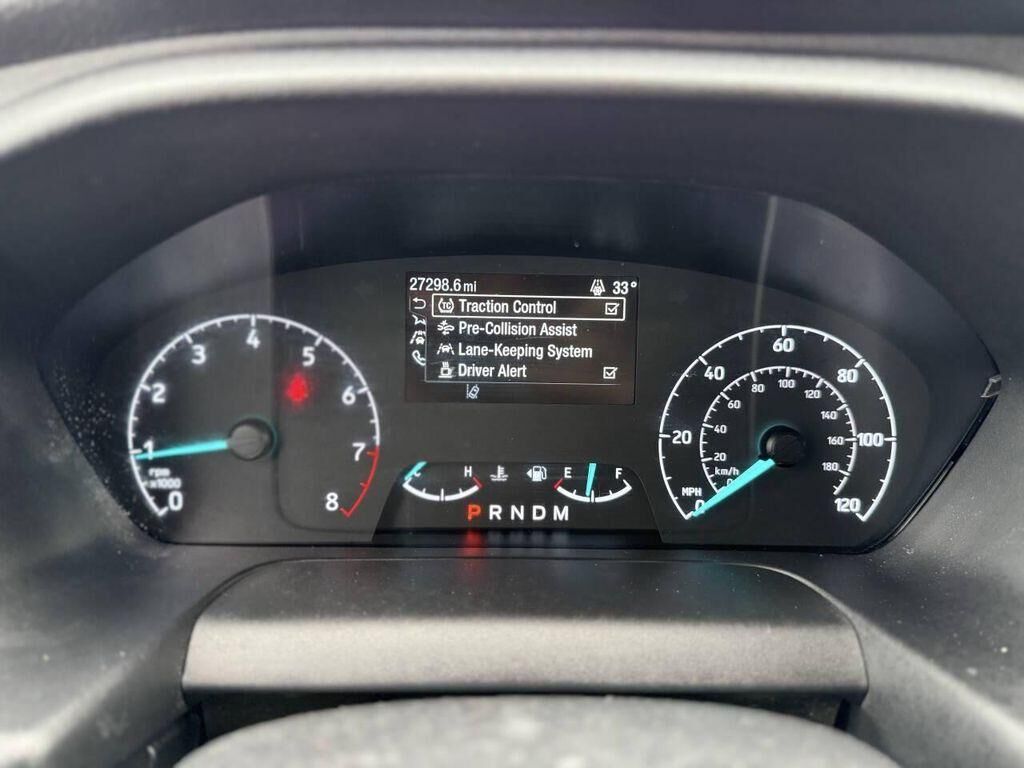 27298.6 mi 33°
TC Traction Control
Pre-Collision Assist
Lane-Keeping System
Driver Alert
0 1 2 3 4 5 6 7 8
rpm
x1000
H
E F
P R N D M
0 20 40 60 80 100 120
MPH
0 20 40 60 80 100 120 140 160 180
km/h